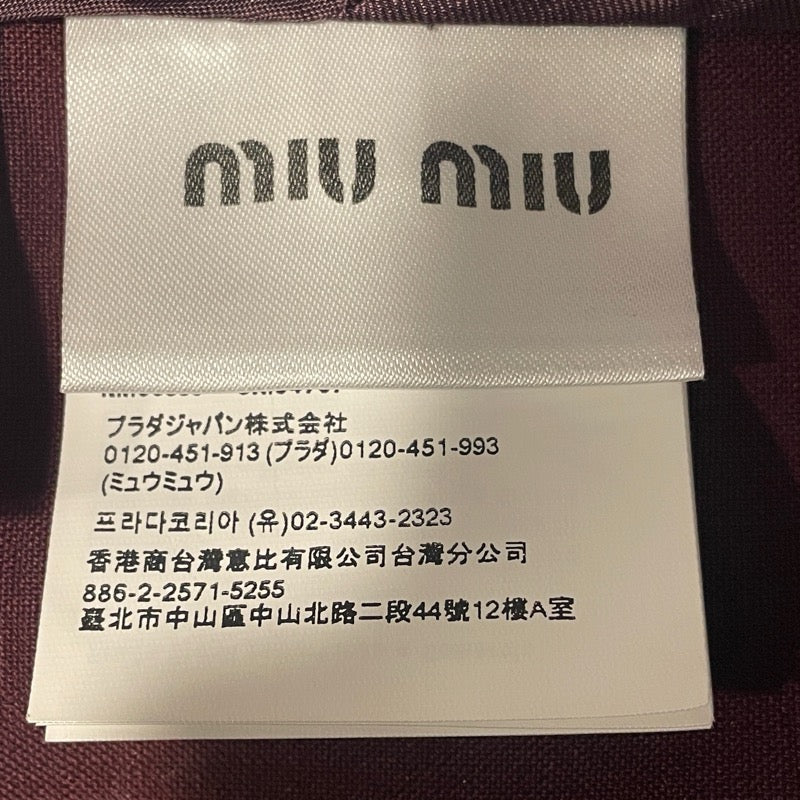 miu miu
プラダジャパン株式会社
0120-451-913 (プラダ)0120-451-993
(ミュウミュウ)
프라다코리아 (유)02-3443-2323
香港商台灣意比有限公司台灣分公司
886-2-2571-5255
臺北市中山區中山北路二段44號12樓A室